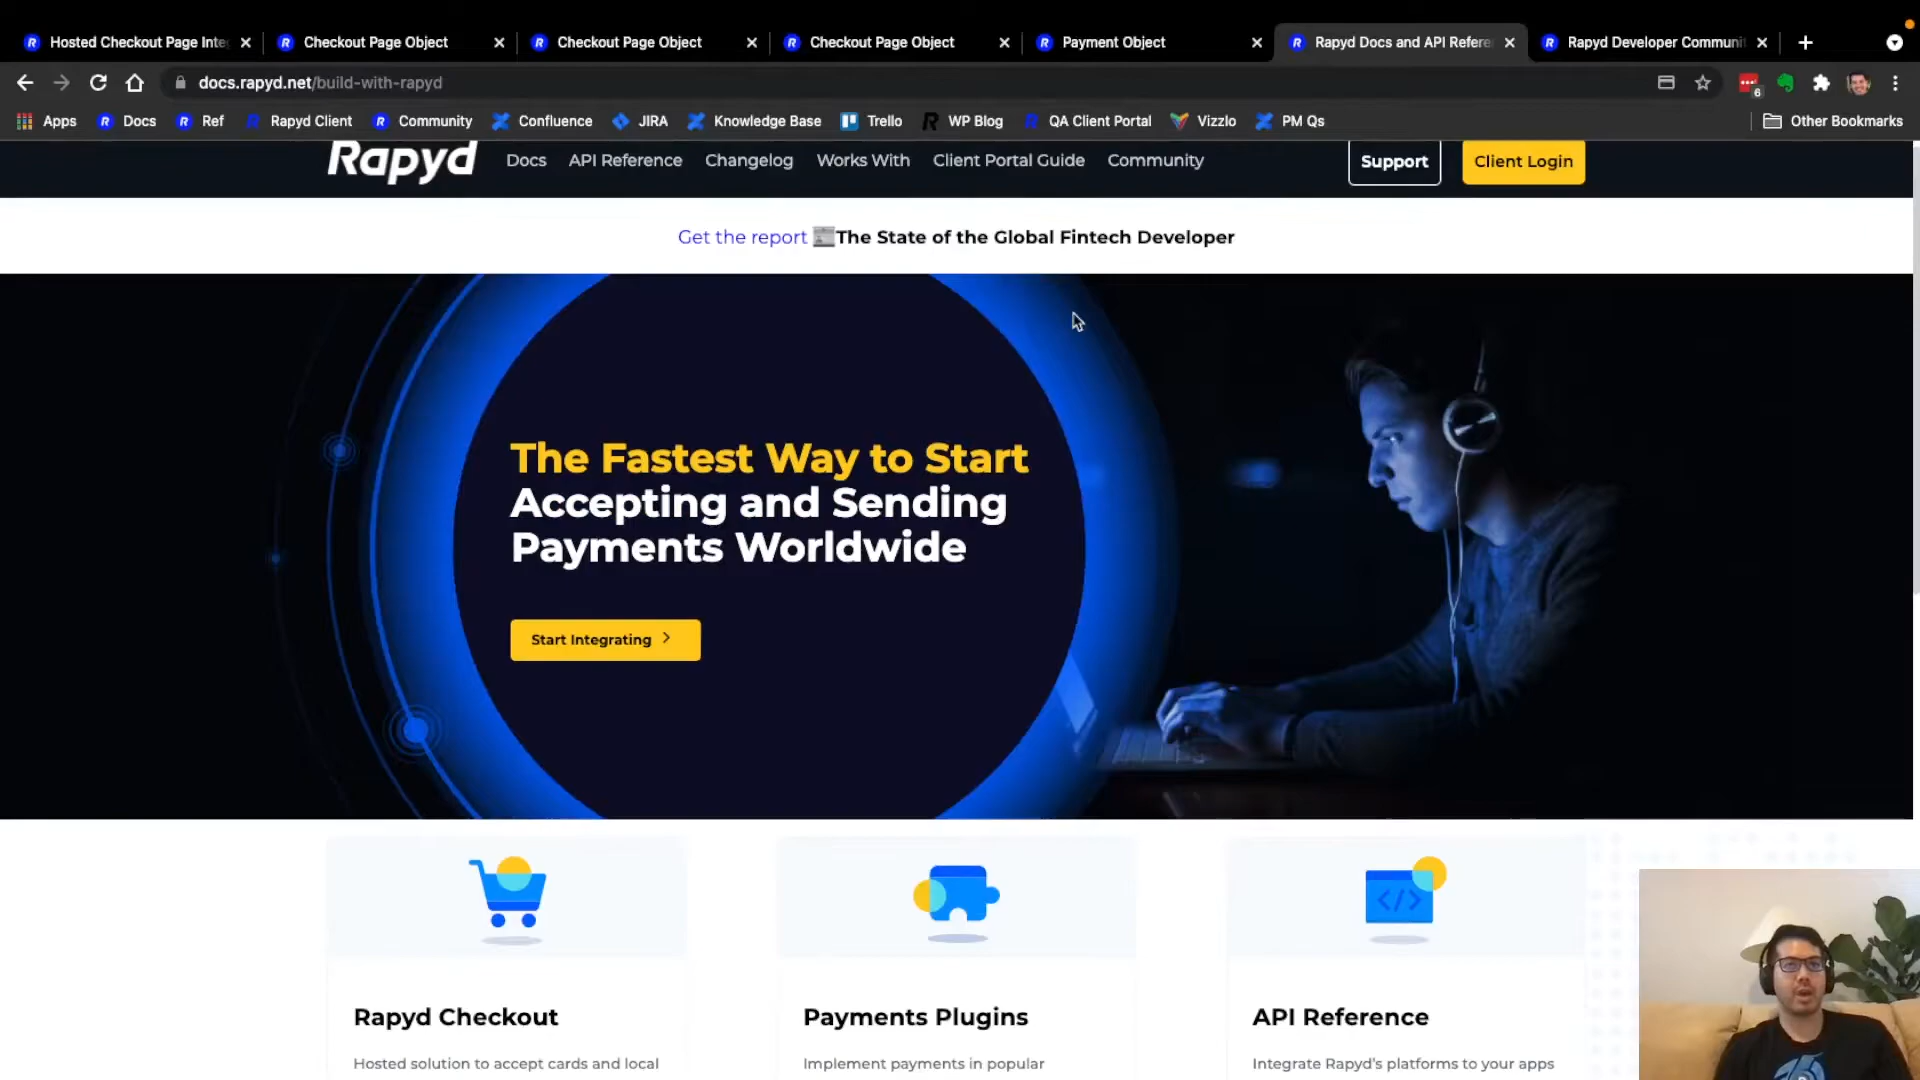 Hosted Checkout Page Inte
Checkout Page Object
Checkout Page Object
Checkout Page Object
Payment Object
Rapyd Docs and API Refere
Rapyd Developer Communit
docs.rapyd.net/build-with-rapyd
6
Apps
Docs
Ref
Rapyd Client
Community
Confluence
JIRA
Knowledge Base
Trello
WP Blog
QA Client Portal
Vizzlo
PM Qs
Other Bookmarks
Rapyd
Docs
API Reference
Changelog
Works With
Client Portal Guide
Community
Support
Client Login
Get the report The State of the Global Fintech Developer
The Fastest Way to Start
Accepting and Sending
Payments Worldwide
Start Integrating
Rapyd Checkout
Payments Plugins
API Reference
Hosted solution to accept cards and local
Implement payments in popular
Integrate Rapyd's platforms to your apps